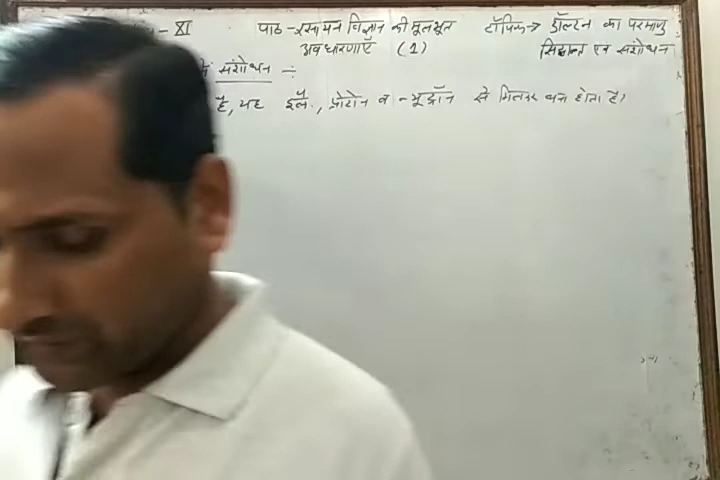 - XI पाठ - रसायन विज्ञान की मूलभूत टॉपिक→ डॉल्टन का परमाणु
अवधारणाएँ (1) सिद्धान्त एवं संशोधन
में संशोधन ÷
है, यह इले., प्रोटोन व न्यूट्रॉन से मिलकर बना होता है।